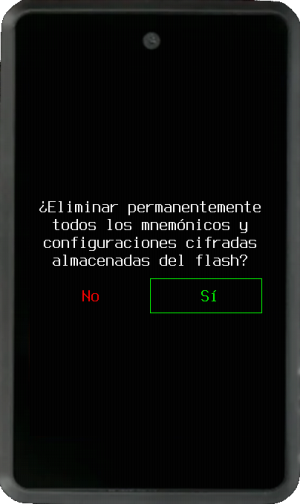 ¿Eliminar permanentemente
todos los mnemónicos y
configuraciones cifradas
almacenadas del flash?
No
Sí